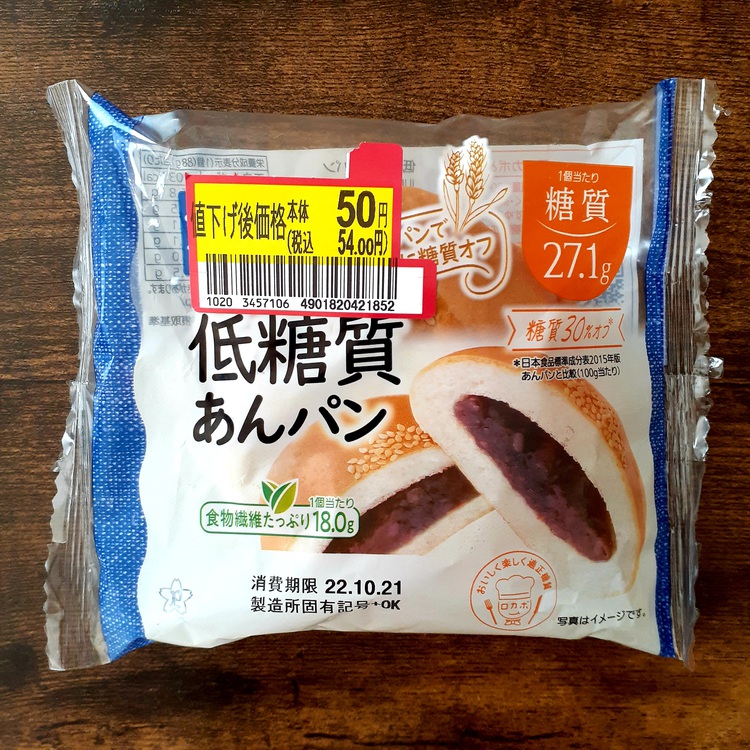 値下げ後価格 本体 50円
(税込 54.00円)
1020 3457106 4901820421852
パンで
糖質オフ
1個当たり
糖質
27.1g
糖質30%オフ
*日本食品標準成分表2015年版
あんパンと比較(100g当たり)
低糖質
あんパン
1個当たり
食物繊維たっぷり18.0g
消費期限 22.10.21
製造所固有記号+OK
おいしく楽しく適正糖質
ロカボ
写真はイメージです。